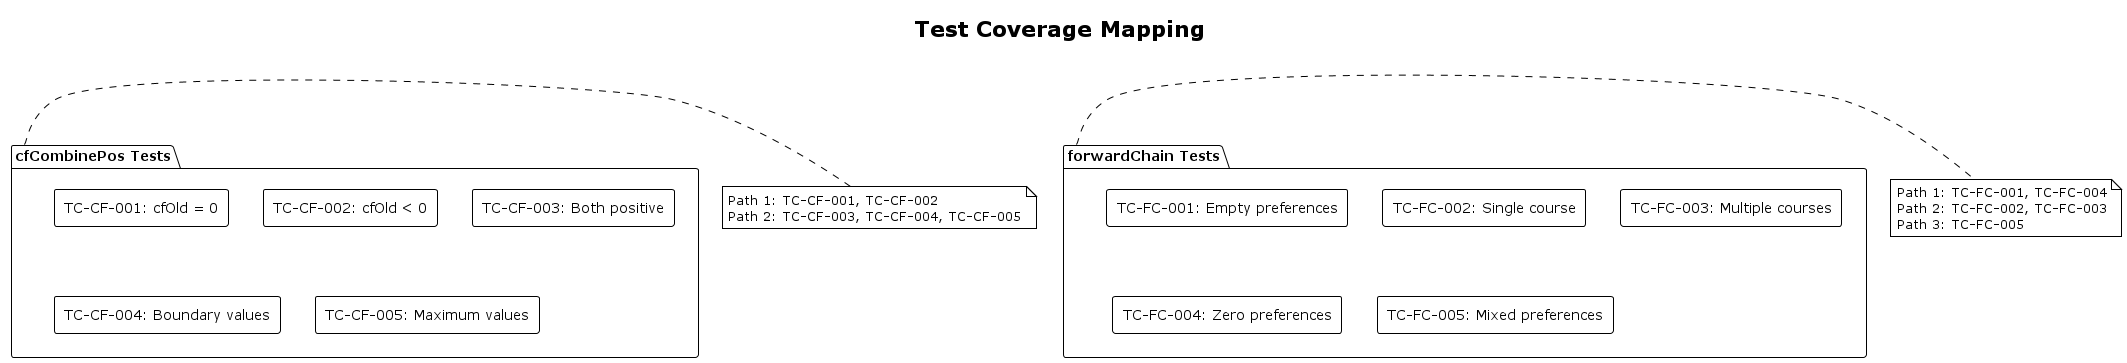 Test Coverage Mapping
cfCombinePos Tests
TC-CF-001: cfOld = 0
TC-CF-002: cfOld < 0
TC-CF-003: Both positive
TC-CF-004: Boundary values
TC-CF-005: Maximum values
Path 1: TC-CF-001, TC-CF-002
Path 2: TC-CF-003, TC-CF-004, TC-CF-005
forwardChain Tests
TC-FC-001: Empty preferences
TC-FC-002: Single course
TC-FC-003: Multiple courses
TC-FC-004: Zero preferences
TC-FC-005: Mixed preferences
Path 1: TC-FC-001, TC-FC-004
Path 2: TC-FC-002, TC-FC-003
Path 3: TC-FC-005